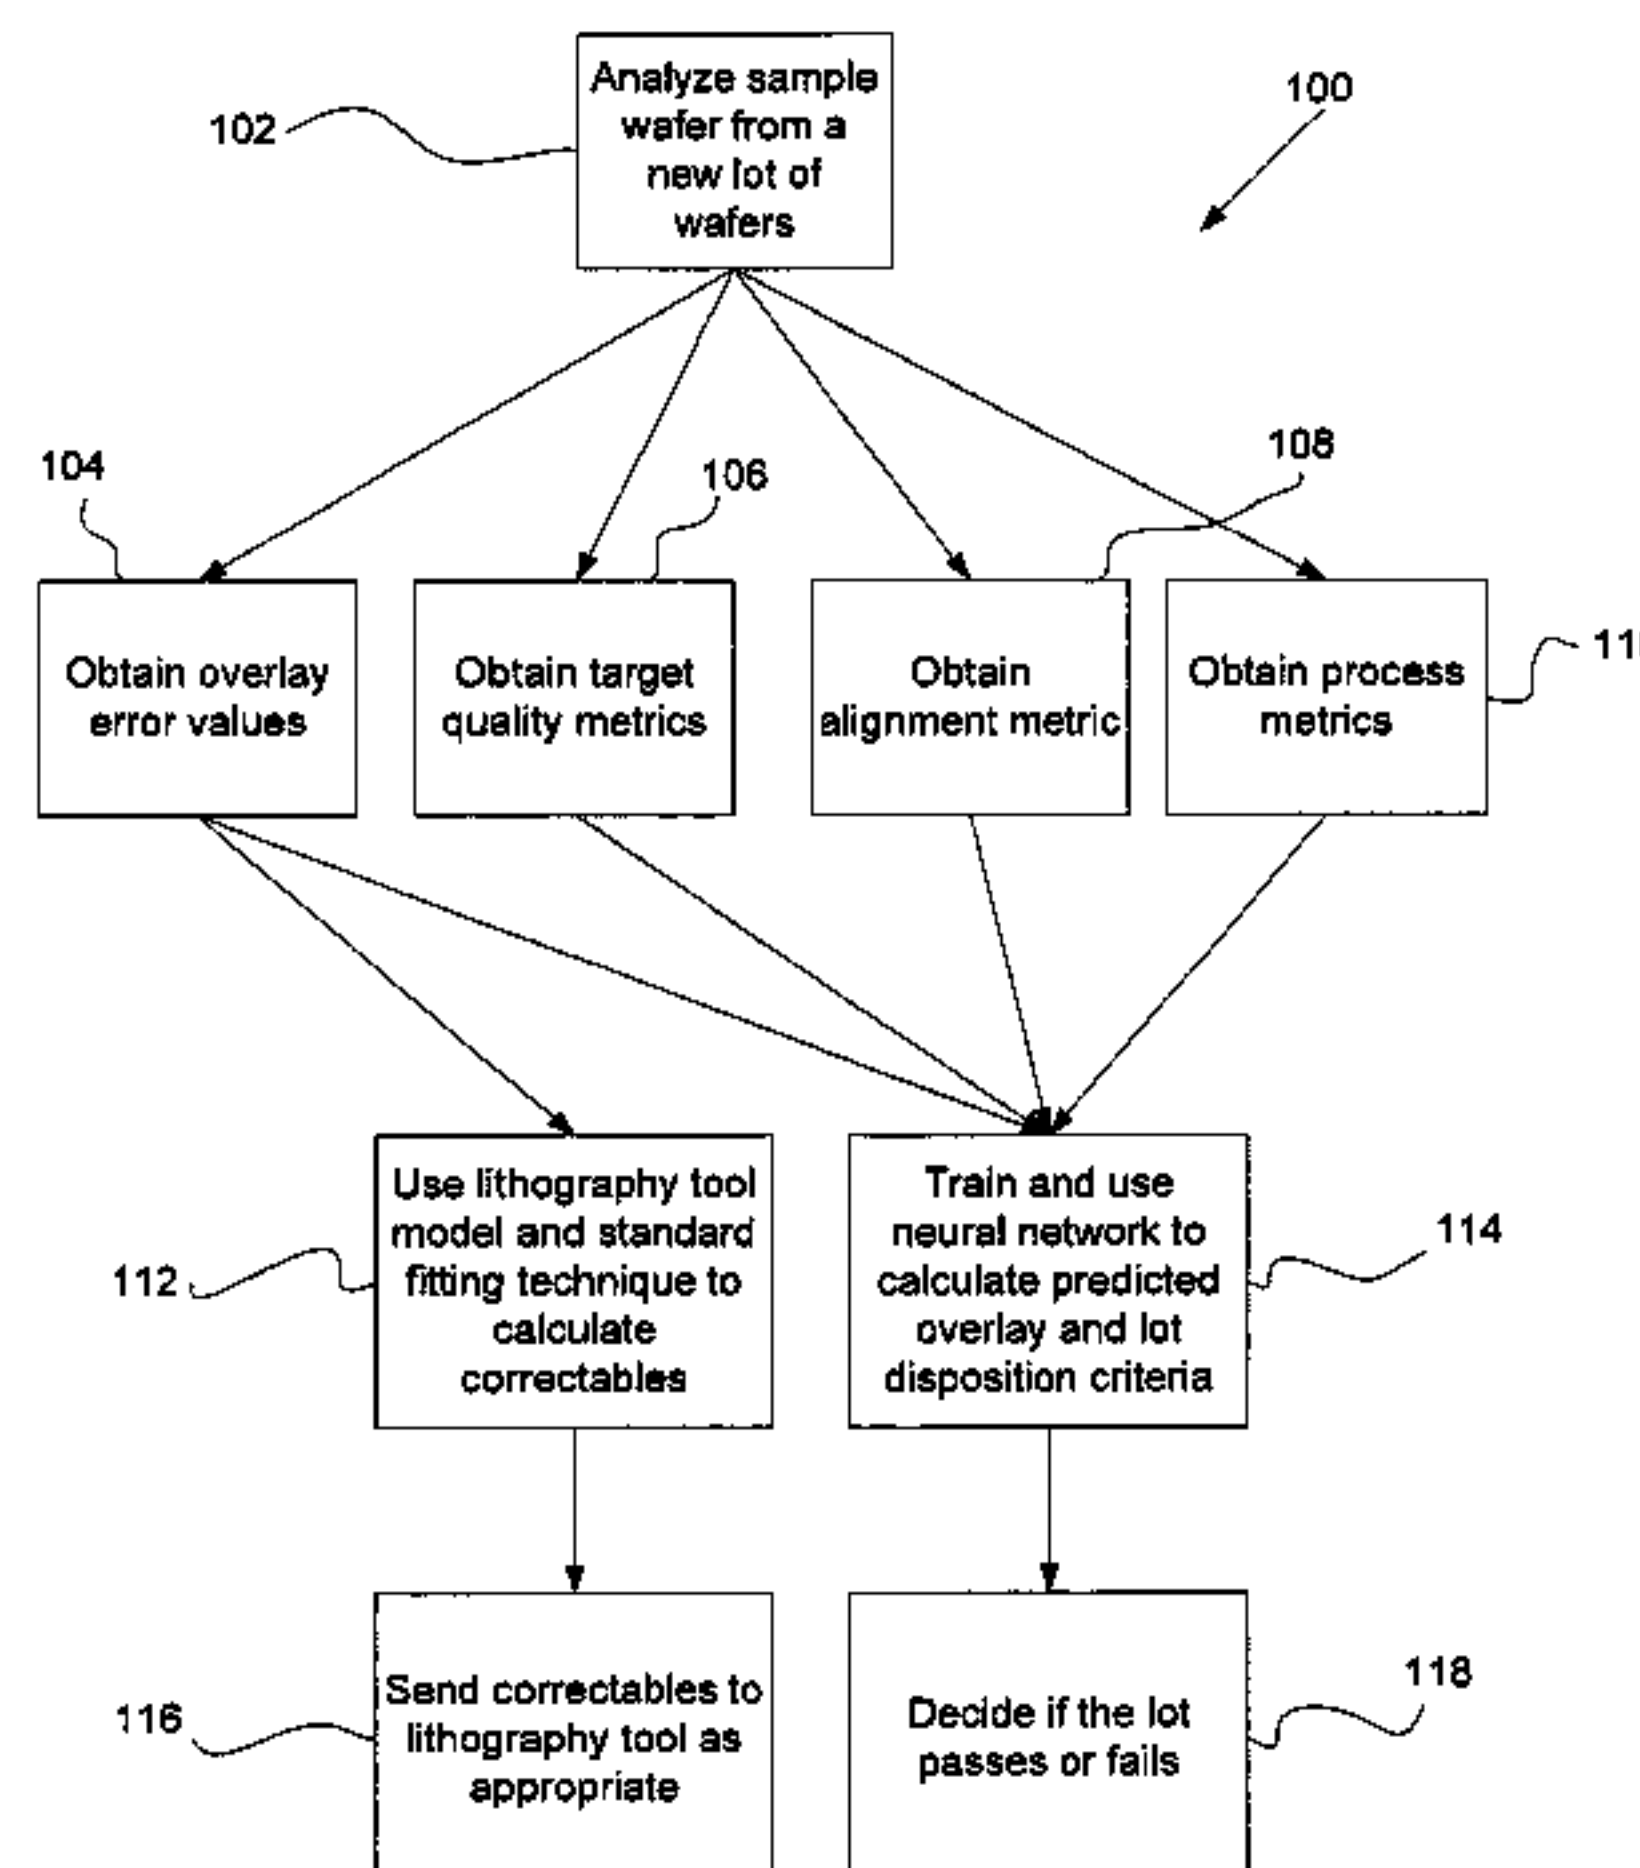 Analyze sample
wafer from a
new lot of
wafers
100
102
104
106
108
Obtain overlay
error values
Obtain target
quality metrics
Obtain
alignment metric
Obtain process
metrics
Use lithography tool
model and standard
fitting technique to
calculate
correctables
112
Train and use
neural network to
calculate predicted
overlay and lot
disposition criteria
114
Send correctables to
lithography tool as
appropriate
116
Decide if the lot
passes or fails
118